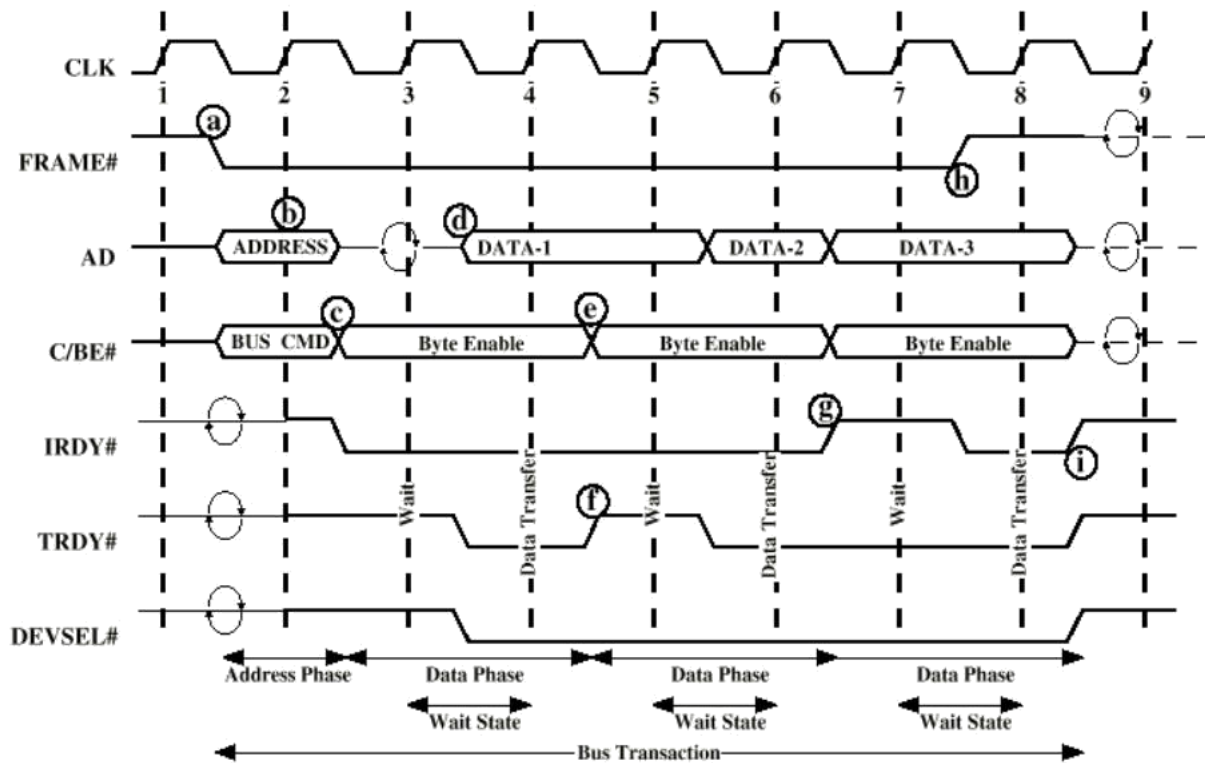 CLK
1 2 3 4 5 6 7 8 9
a
FRAME#
h
b
d
AD
ADDRESS DATA-1 DATA-2 DATA-3
c
e
C/BE#
BUS CMD Byte Enable Byte Enable Byte Enable
g
IRDY#
i
Wait
Data Transfer
f
Wait
Data Transfer
Wait
Data Transfer
TRDY#
DEVSEL#
Address Phase Data Phase Data Phase Data Phase
Wait State Wait State Wait State
Bus Transaction